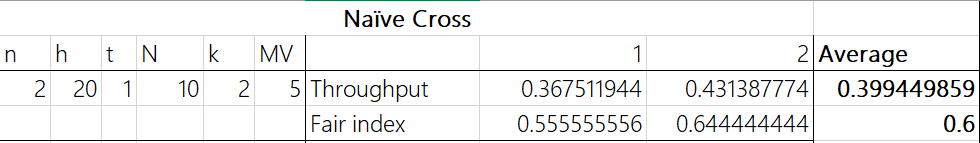 Naïve Cross
n h t N k MV 1 2 Average
2 20 1 10 2 5 Throughput 0.367511944 0.431387774 0.399449859
Fair index 0.555555556 0.644444444 0.6